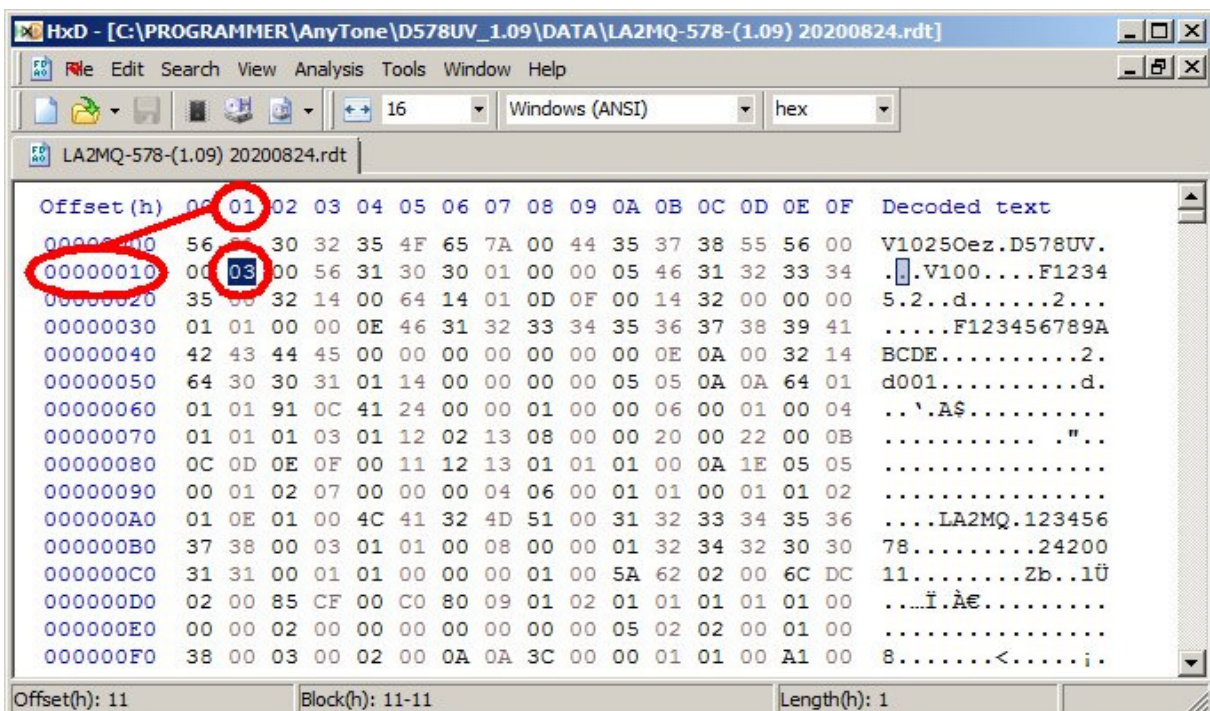 HxD - [C:\PROGRAMMER\AnyTone\D578UV_1.09\DATA\LA2MQ-578-(1.09) 20200824.rdt]
File Edit Search View Analysis Tools Window Help
16 Windows (ANSI) hex
LA2MQ-578-(1.09) 20200824.rdt
Offset(h) 00 01 02 03 04 05 06 07 08 09 0A 0B 0C 0D 0E 0F Decoded text
00000000 56 30 32 35 4F 65 7A 00 44 35 37 38 55 56 00 V1025Oez.D578UV.
00000010 00 03 00 56 31 30 30 01 00 00 05 46 31 32 33 34 ...V100....F1234
00000020 35 00 32 14 00 64 14 01 0D 0F 00 14 32 00 00 00 5.2..d......2...
00000030 01 01 00 00 0E 46 31 32 33 34 35 36 37 38 39 41 .....F123456789A
00000040 42 43 44 45 00 00 00 00 00 00 00 0E 0A 00 32 14 BCDE..........2.
00000050 64 30 30 31 01 14 00 00 00 00 05 05 0A 0A 64 01 d001..........d.
00000060 01 01 91 0C 41 24 00 00 01 00 00 06 00 01 00 04 ..‘.A$..........
00000070 01 01 01 03 01 12 02 13 08 00 00 20 00 22 00 0B ........... ."..
00000080 0C 0D 0E 0F 00 11 12 13 01 01 01 00 0A 1E 05 05 ................
00000090 00 01 02 07 00 00 00 04 06 00 01 01 00 01 01 02 ................
000000A0 01 0E 01 00 4C 41 32 4D 51 00 31 32 33 34 35 36 ....LA2MQ.123456
000000B0 37 38 00 03 01 01 00 08 00 00 01 32 34 32 30 30 78.........24200
000000C0 31 31 00 01 01 00 00 00 01 00 5A 62 02 00 6C DC 11........Zb..lÜ
000000D0 02 00 85 CF 00 C0 80 09 01 02 01 01 01 01 01 00 ..…Ï.À€.........
000000E0 00 00 02 00 00 00 00 00 00 00 05 02 02 00 01 00 ................
000000F0 38 00 03 00 02 00 0A 0A 3C 00 00 01 01 00 A1 00 8.......<.....¡.
Offset(h): 11 Block(h): 11-11 Length(h): 1